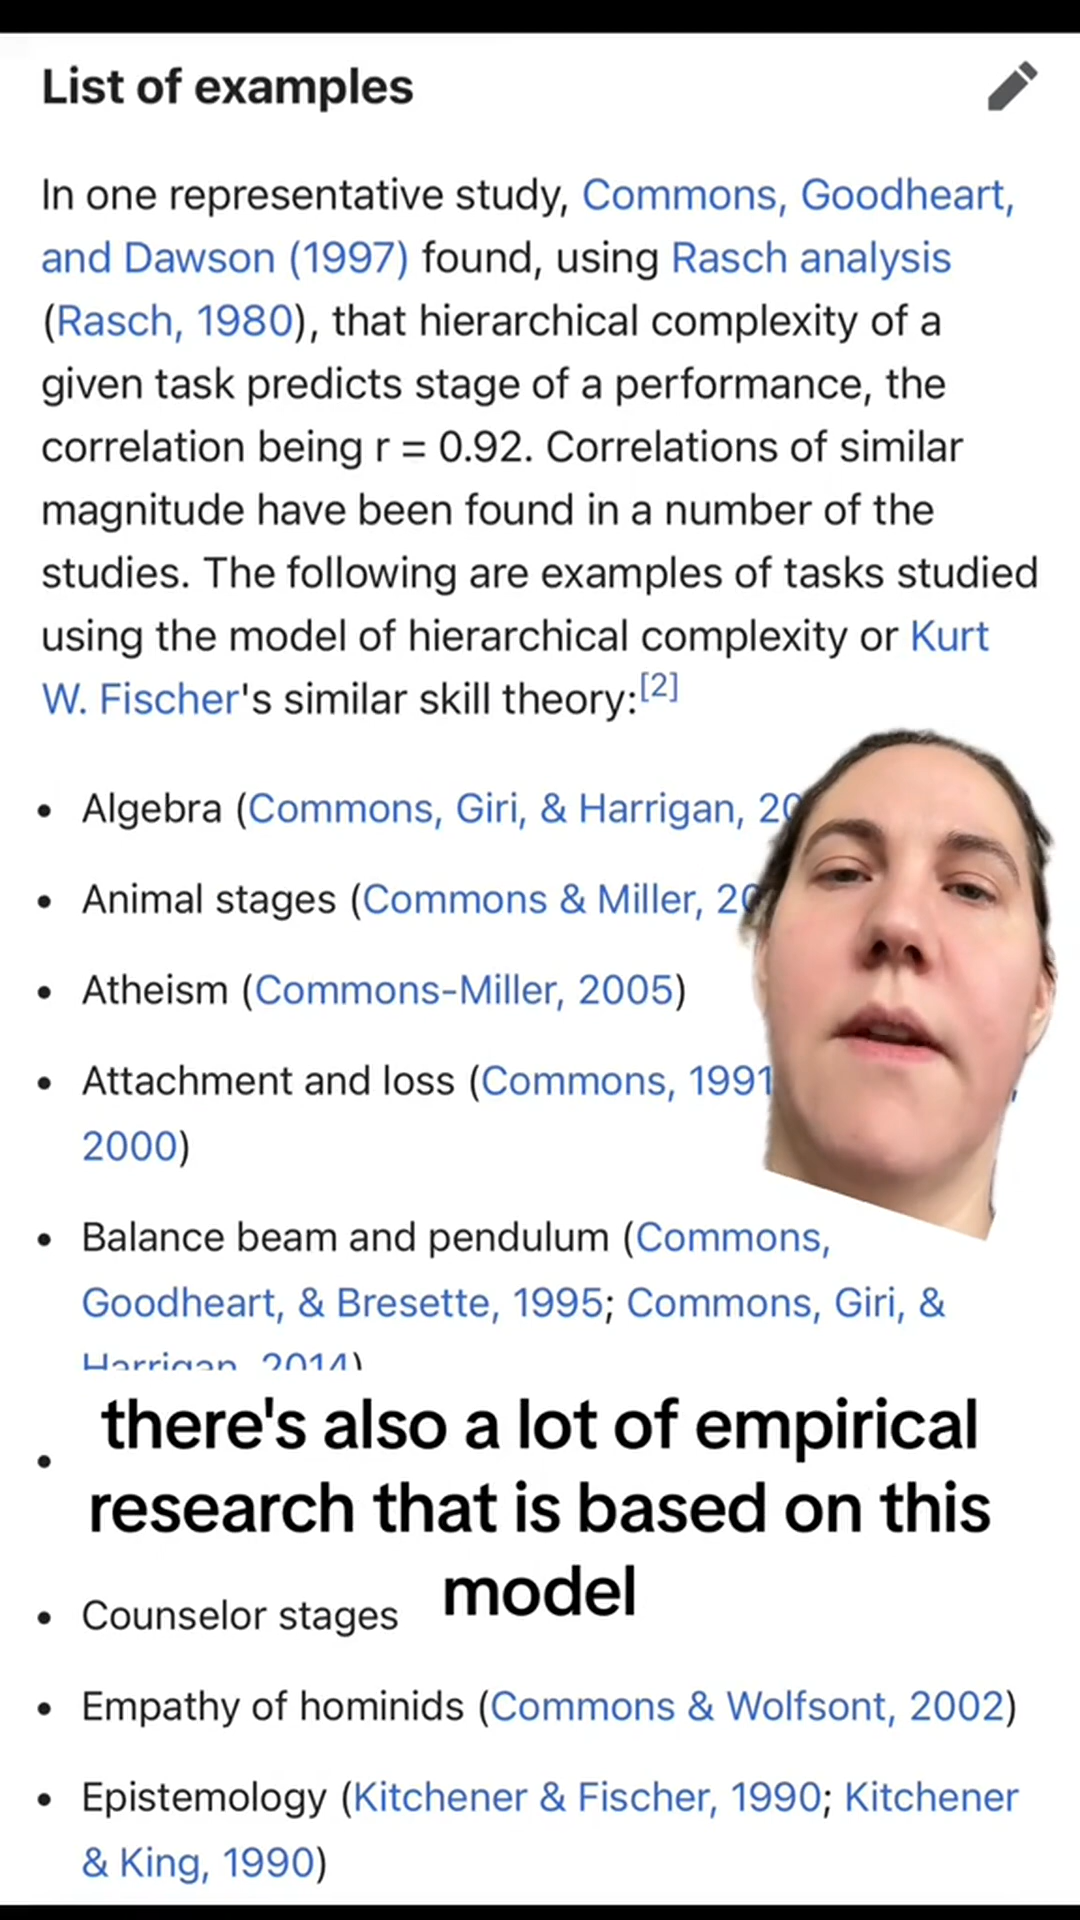 List of examples
In one representative study, Commons, Goodheart,
and Dawson (1997) found, using Rasch analysis
(Rasch, 1980), that hierarchical complexity of a
given task predicts stage of a performance, the
correlation being r = 0.92. Correlations of similar
magnitude have been found in a number of the
studies. The following are examples of tasks studied
using the model of hierarchical complexity or Kurt
W. Fischer's similar skill theory:[2]
• Algebra (Commons, Giri, & Harrigan,
• Animal stages (Commons & Miller,
• Atheism (Commons-Miller, 2005)
• Attachment and loss (Commons, 1991
2000)
• Balance beam and pendulum (Commons,
Goodheart, & Bresette, 1995; Commons, Giri, &
Harrigan, 2014)
there's also a lot of empirical
research that is based on this
model
• Counselor stages
• Empathy of hominids (Commons & Wolfsont, 2002)
• Epistemology (Kitchener & Fischer, 1990; Kitchener
& King, 1990)